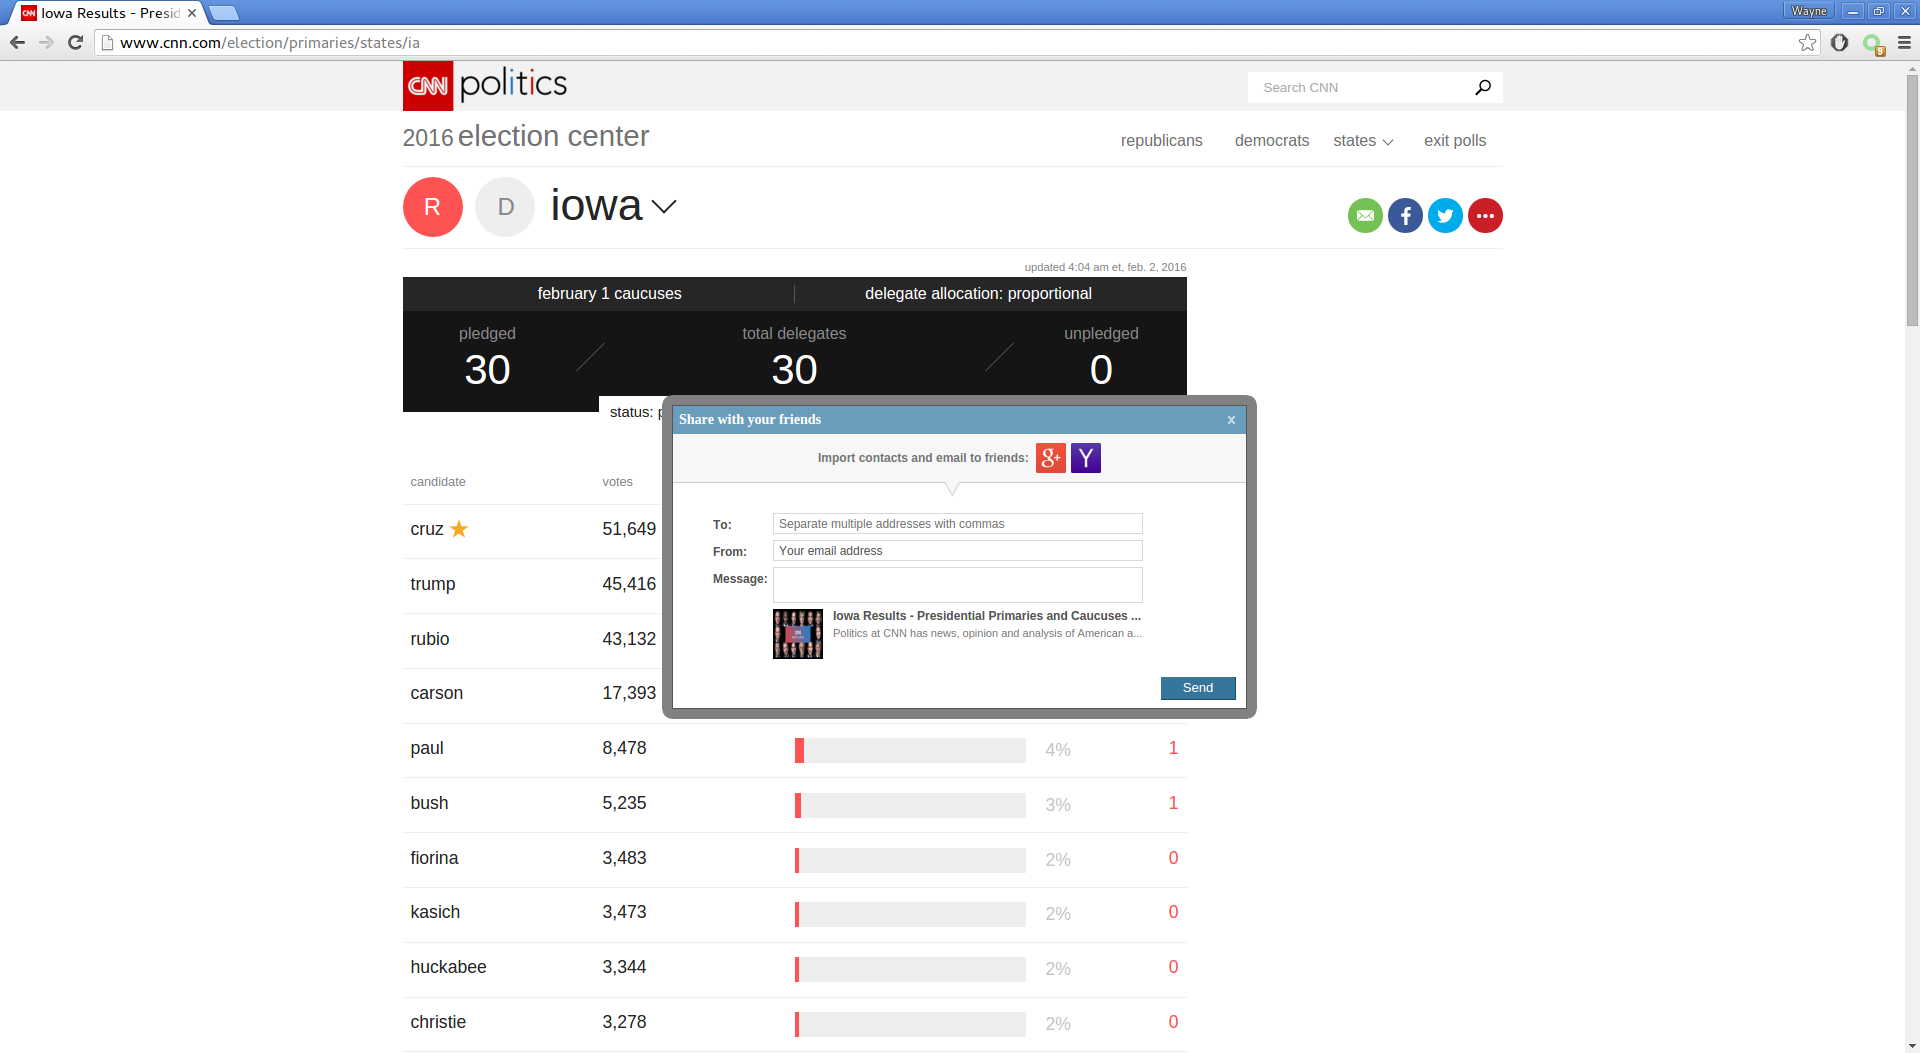 CNN Iowa Results - Presid
Wayne
www.cnn.com/election/primaries/states/ia
9
CNN politics
Search CNN
2016 election center
republicans democrats states exit polls
R D iowa
updated 4:04 am et, feb. 2, 2016
february 1 caucuses delegate allocation: proportional
pledged total delegates unpledged
30 30 0
status: p
Share with your friends x
Import contacts and email to friends: g+ Y
To: Separate multiple addresses with commas
From: Your email address
Message:
Iowa Results - Presidential Primaries and Caucuses ...
Politics at CNN has news, opinion and analysis of American a...
Send
candidate votes
cruz 51,649
trump 45,416
rubio 43,132
carson 17,393
paul 8,478 4% 1
bush 5,235 3% 1
fiorina 3,483 2% 0
kasich 3,473 2% 0
huckabee 3,344 2% 0
christie 3,278 2% 0